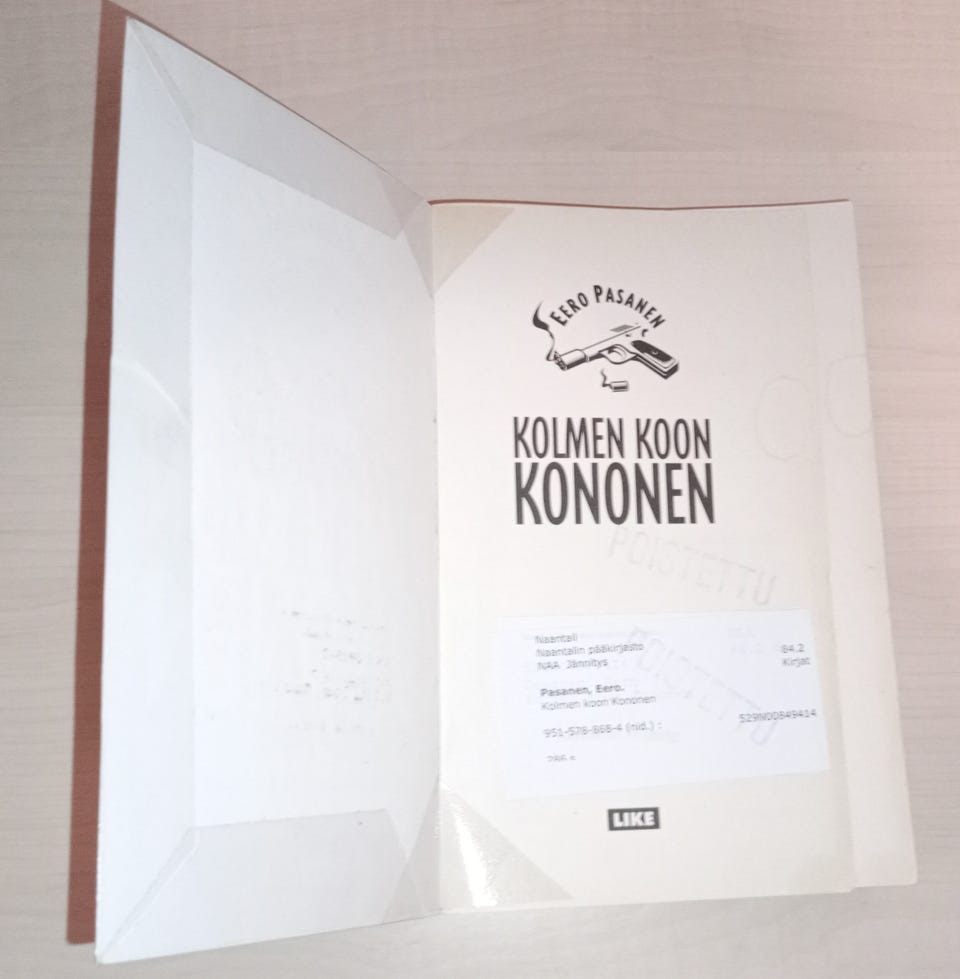 EERO PASANEN
KOLMEN KOON
KONONEN
POISTETTU
POISTETTU
Naantali
Naantalin pääkirjasto 84.2
NAA Jännitys Kirjat
Pasanen, Eero.
Kolmen koon Kononen
951-578-868-4 (nid.) : 529N00849414
LIKE